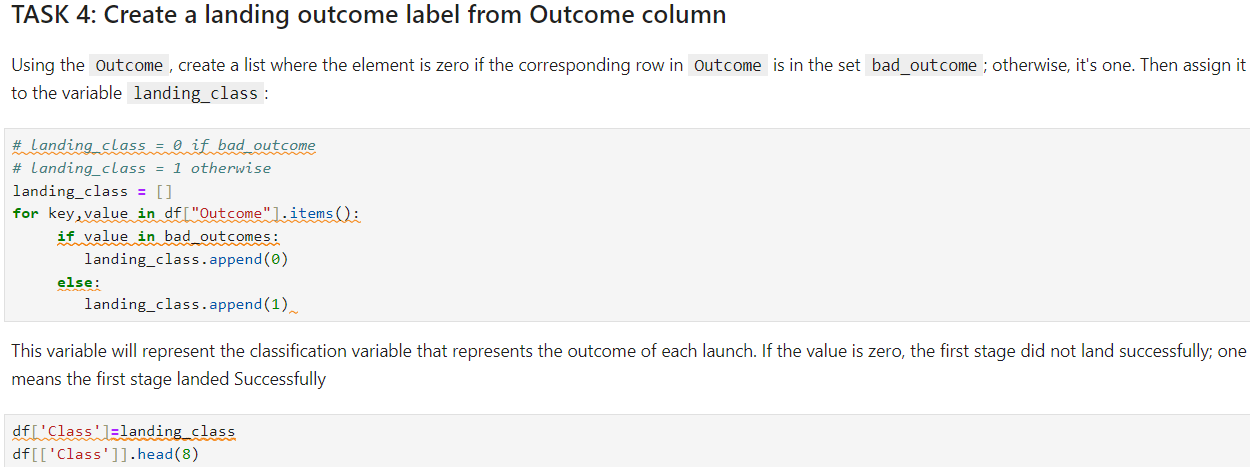 TASK 4: Create a landing outcome label from Outcome column
Using the Outcome , create a list where the element is zero if the corresponding row in Outcome is in the set bad_outcome ; otherwise, it's one. Then assign it
to the variable landing_class :
# landing_class = 0 if bad_outcome
# landing_class = 1 otherwise
landing_class = []
for key,value in df["Outcome"].items():
     if value in bad_outcomes:
        landing_class.append(0)
     else:
        landing_class.append(1)
This variable will represent the classification variable that represents the outcome of each launch. If the value is zero, the first stage did not land successfully; one
means the first stage landed Successfully
df['Class']=landing_class
df[['Class']].head(8)